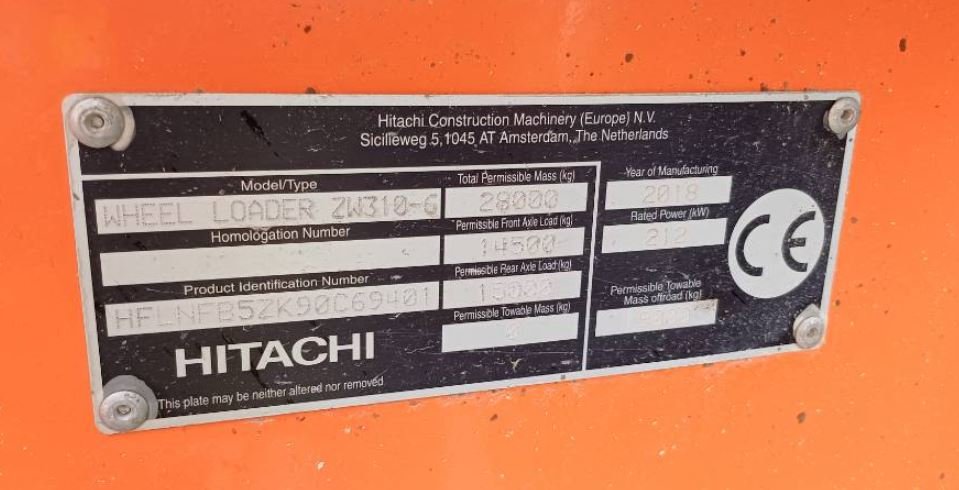 Hitachi Construction Machinery (Europe) N.V.
Sicilieweg 5,1045 AT Amsterdam, The Netherlands
Model/Type
WHEEL LOADER ZW310-6
Homologation Number
Product Identification Number
HFLNFB5ZK90C69401
HITACHI
This plate may be neither altered nor removed
Total Permissible Mass (kg)
28000
Permissible Front Axle Load (kg)
14500
Permissible Rear Axle Load (kg)
15000
Permissible Towable Mass (kg)
0
Year of Manufacturing
2018
Rated Power (kW)
212
Permissible Towable
Mass offroad (kg)
CE